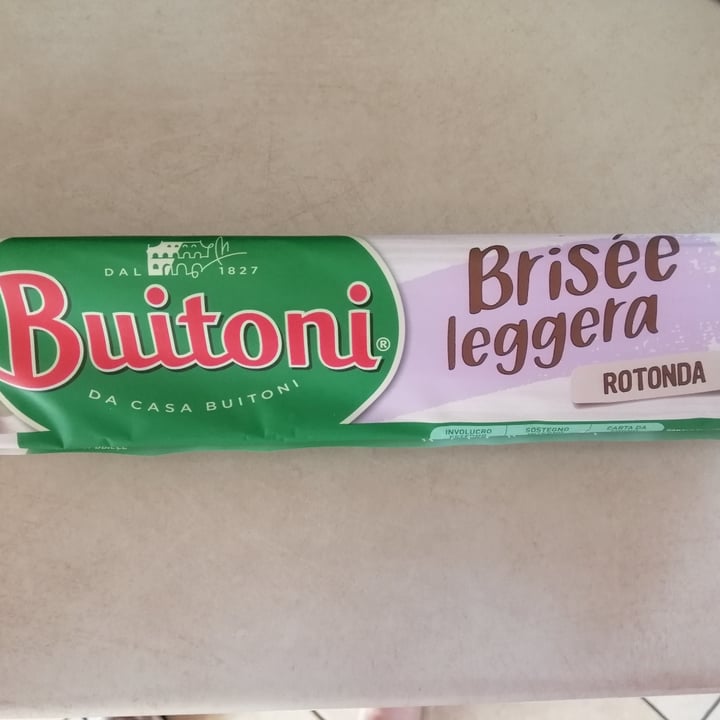 DAL 1827
Buitoni®
DA CASA BUITONI
Brisée
leggera
ROTONDA
INVOLUCRO
SOSTEGNO
CARTA DA